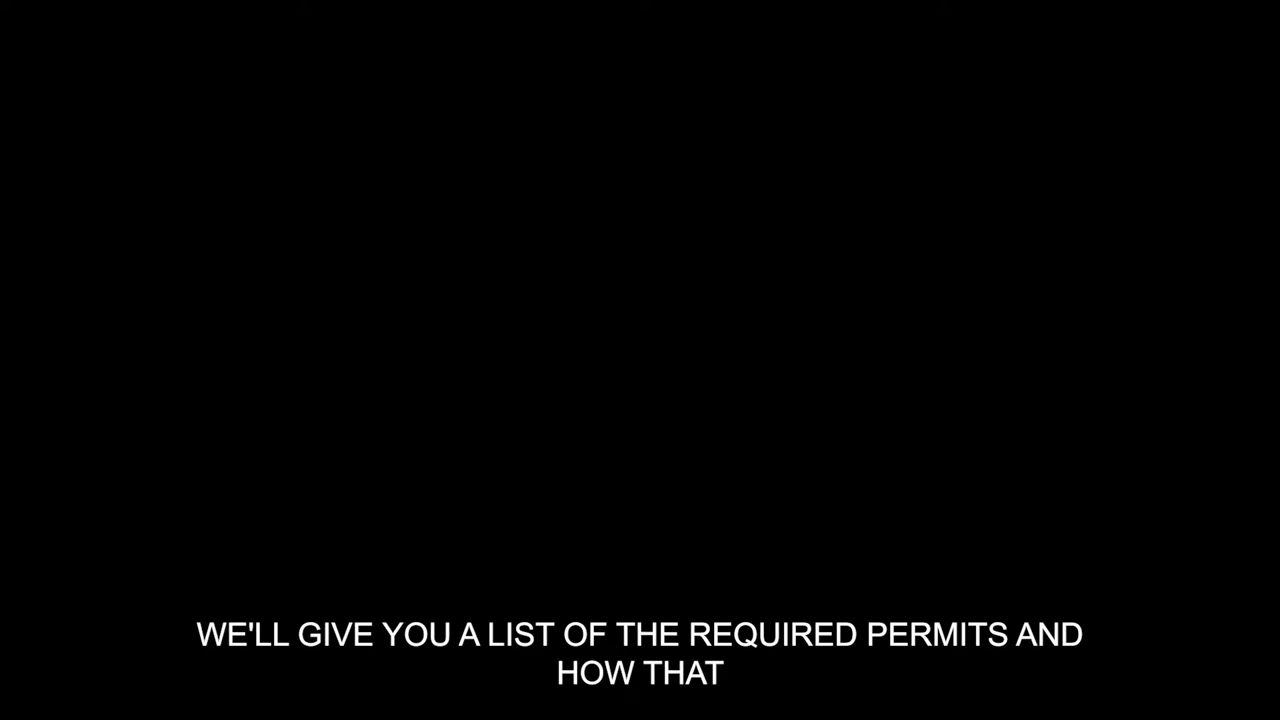 WE'LL GIVE YOU A LIST OF THE REQUIRED PERMITS AND
HOW THAT